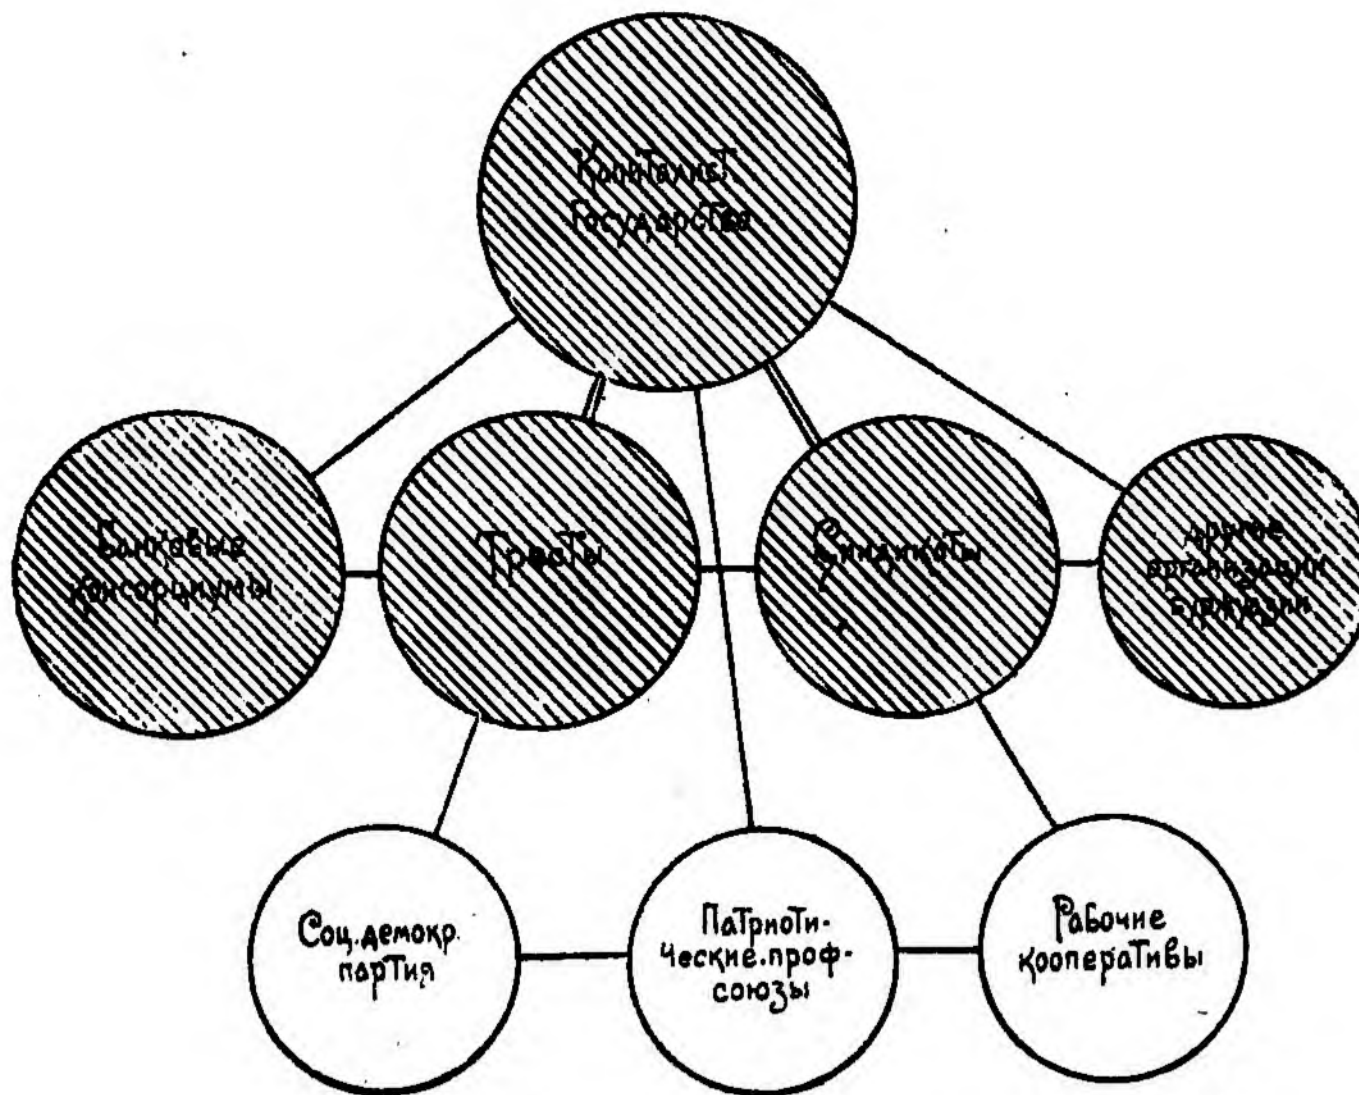 Капиталист.
Государство
Банковые
консорциумы
Тресты
Синдикаты
Другие
организации
буржуазии
Соц. демокр.
партия
Патриоти-
ческие.проф-
союзы
Рабочие
кооперативы